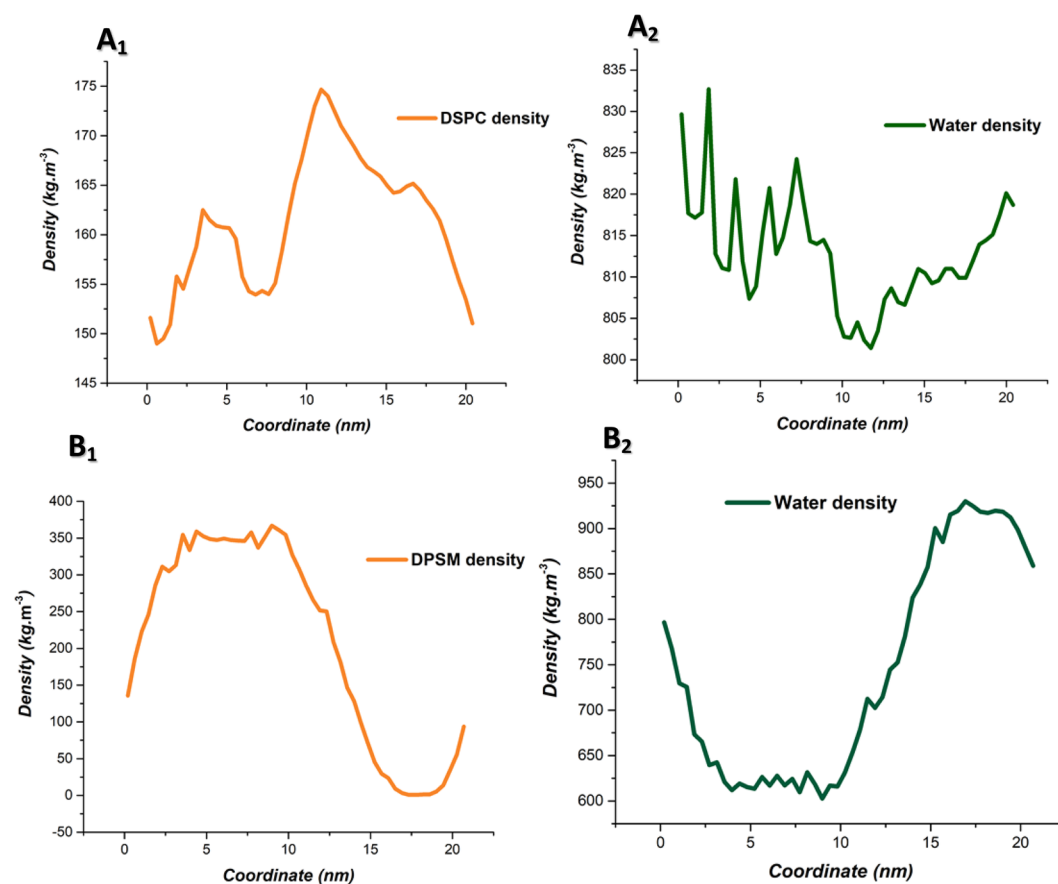 A1
DSPC density
Density (kg.m-3)
175
170
165
160
155
150
145
0 5 10 15 20
Coordinate (nm)
A2
Water density
Density (kg.m-3)
835
830
825
820
815
810
805
800
0 5 10 15 20
Coordinate (nm)
B1
DPSM density
Density (kg.m-3)
400
350
300
250
200
150
100
50
0
-50
0 5 10 15 20
Coordinate (nm)
B2
Water density
Density (kg.m-3)
950
900
850
800
750
700
650
600
0 5 10 15 20
Coordinate (nm)